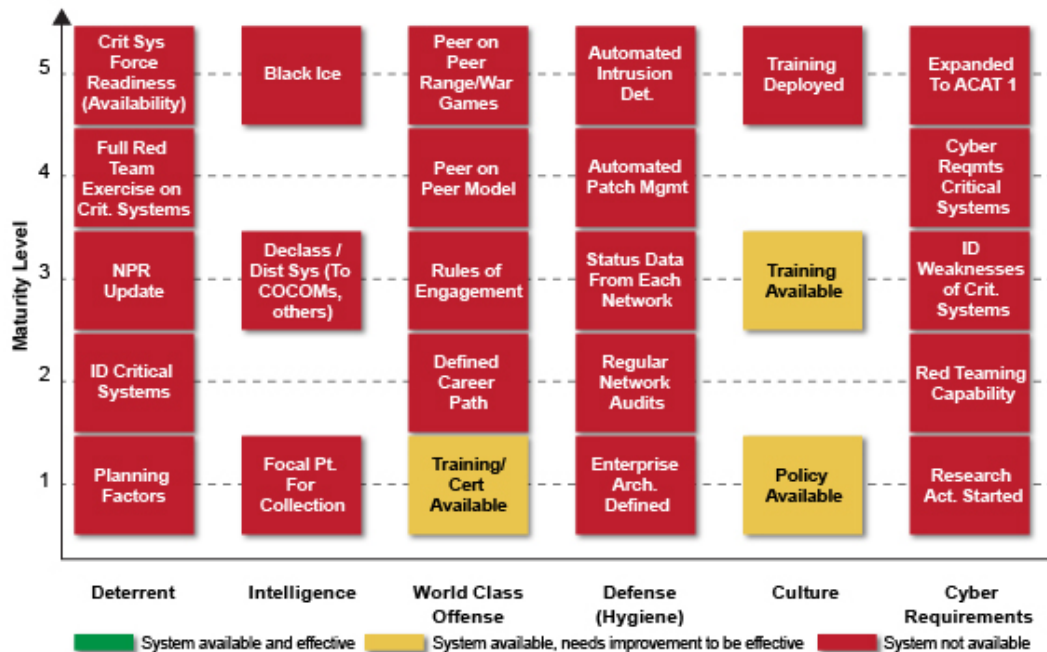 Maturity Level
5
Crit Sys
Force
Readiness
(Availability)
Black Ice
Peer on
Peer
Range/War
Games
Automated
Intrusion
Det.
Training
Deployed
Expanded
To ACAT 1
4
Full Red
Team
Exercise on
Crit. Systems
Peer on
Peer Model
Automated
Patch Mgmt
Cyber
Reqmts
Critical
Systems
3
NPR
Update
Declass /
Dist Sys (To
COCOMs,
others)
Rules of
Engagement
Status Data
From Each
Network
Training
Available
ID
Weaknesses
of Crit.
Systems
2
ID Critical
Systems
Defined
Career
Path
Regular
Network
Audits
Red Teaming
Capability
1
Planning
Factors
Focal Pt.
For
Collection
Training/
Cert
Available
Enterprise
Arch.
Defined
Policy
Available
Research
Act. Started
Deterrent
Intelligence
World Class
Offense
Defense
(Hygiene)
Culture
Cyber
Requirements
System available and effective
System available, needs improvement to be effective
System not available